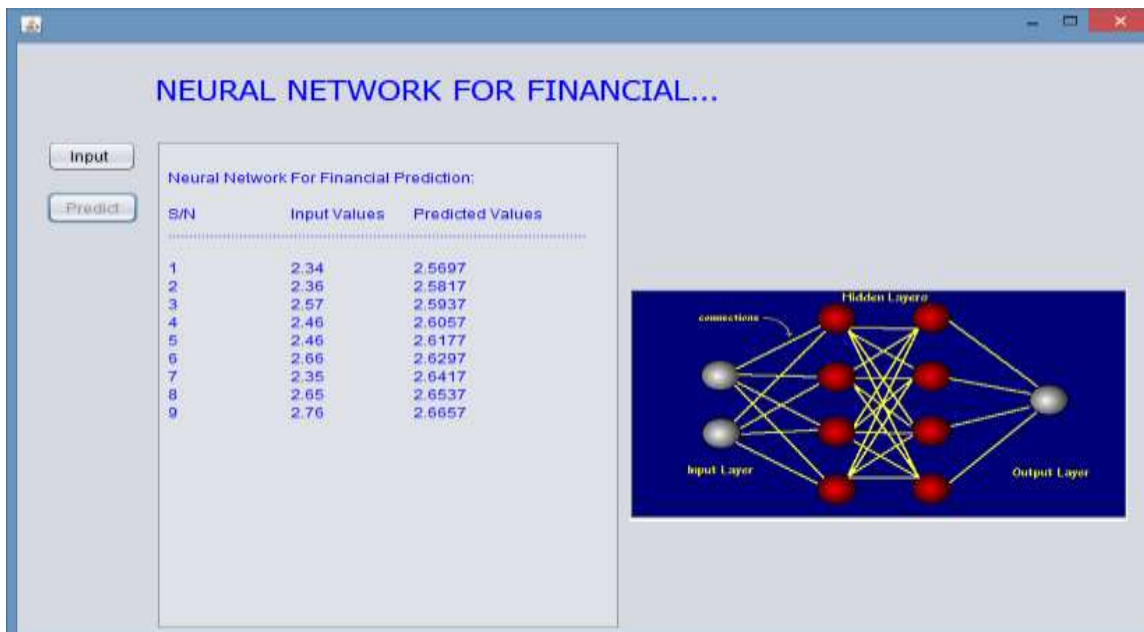 NEURAL NETWORK FOR FINANCIAL...
Input
Predict
Neural Network For Financial Prediction:
S/N Input Values Predicted Values
1 2.34 2.5697
2 2.36 2.5817
3 2.57 2.5937
4 2.46 2.6057
5 2.46 2.6177
6 2.66 2.6297
7 2.35 2.6417
8 2.65 2.6537
9 2.76 2.6657
Hidden Layers
connections
Input Layer
Output Layer